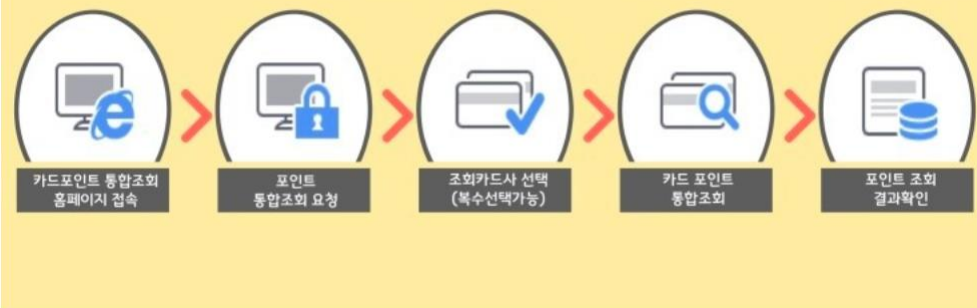 카드포인트 통합조회
홈페이지 접속
포인트
통합조회 요청
조회카드사 선택
(복수선택가능)
카드 포인트
통합조회
포인트 조회
결과확인